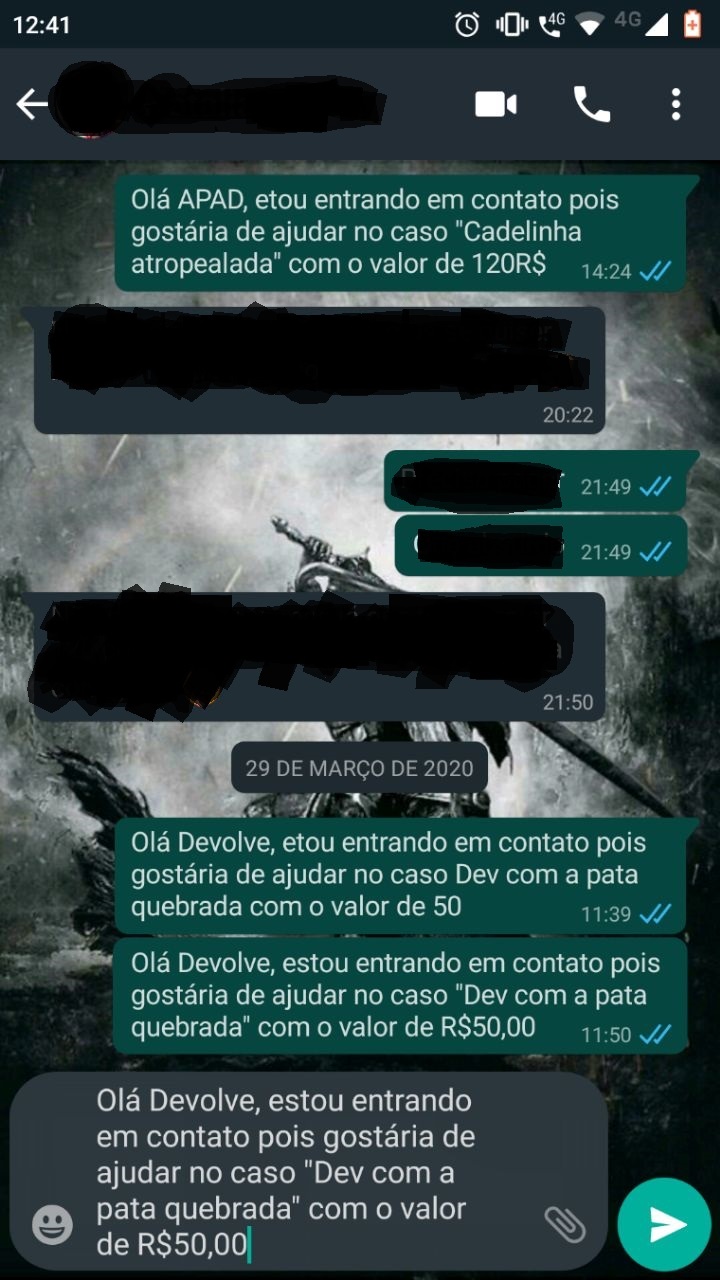 12:41
4G
4G
Olá APAD, etou entrando em contato pois
gostária de ajudar no caso "Cadelinha
atropealada" com o valor de 120R$
14:24
20:22
21:49
21:49
21:50
29 DE MARÇO DE 2020
Olá Devolve, etou entrando em contato pois
gostária de ajudar no caso Dev com a pata
quebrada com o valor de 50
11:39
Olá Devolve, estou entrando em contato pois
gostária de ajudar no caso "Dev com a pata
quebrada" com o valor de R$50,00
11:50
Olá Devolve, estou entrando
em contato pois gostária de
ajudar no caso "Dev com a
pata quebrada" com o valor
de R$50,00